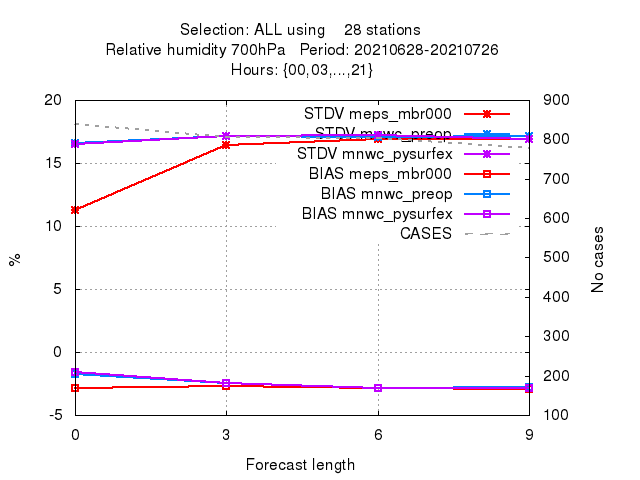 Selection: ALL using 28 stations
Relative humidity 700hPa Period: 20210628-20210726
Hours: {00,03,...,21}
20
15
10
5
0
-5
%
900
800
700
600
500
400
300
200
100
No cases
STDV meps_mbr000
STDV mnwc_preop
STDV mnwc_pysurfex
BIAS meps_mbr000
BIAS mnwc_preop
BIAS mnwc_pysurfex
CASES
0 3 6 9
Forecast length